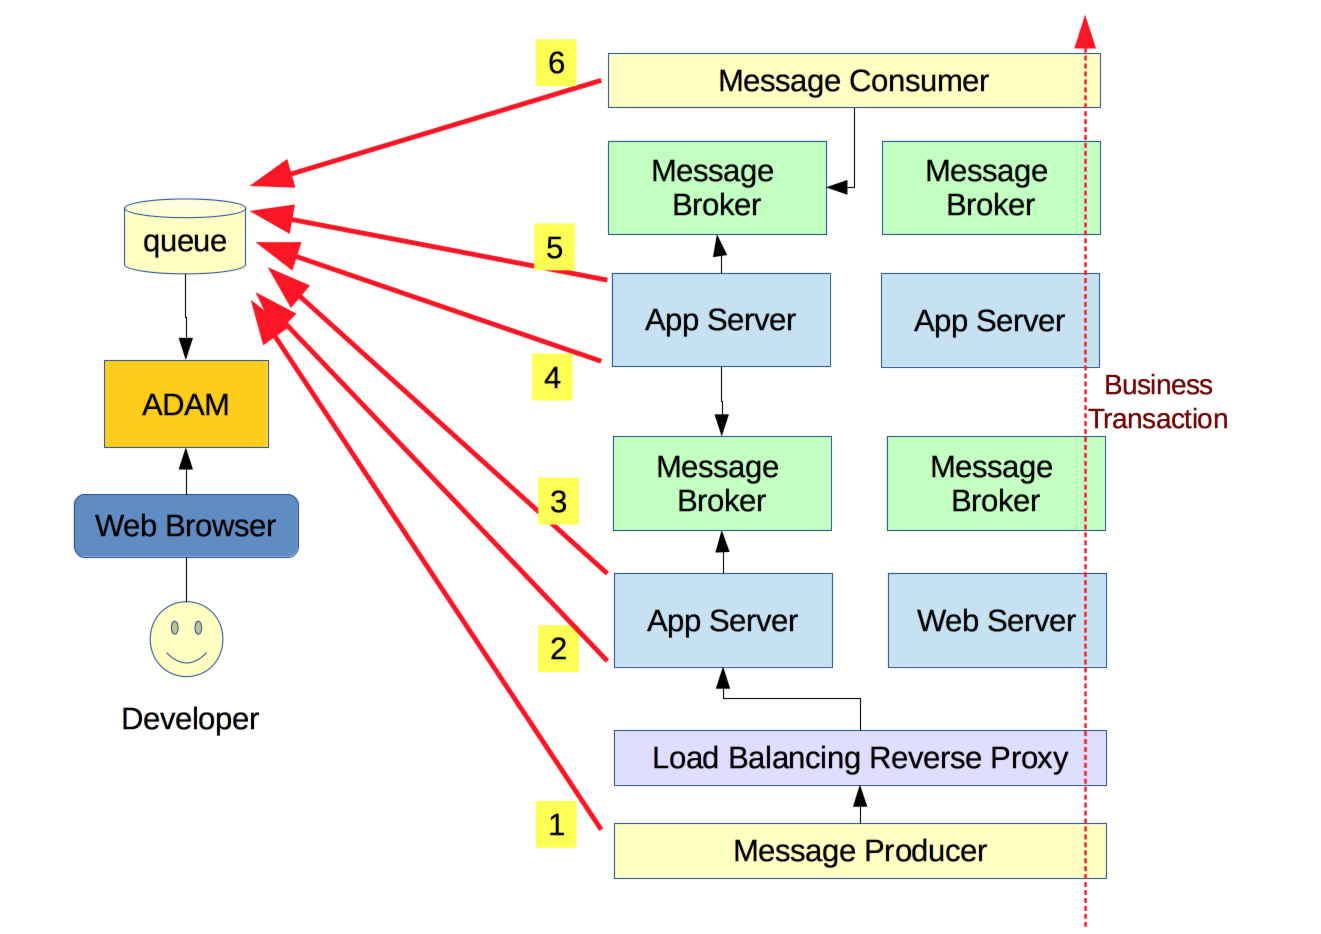 6
Message Consumer
Message
Broker
Message
Broker
queue
5
App Server
App Server
4
ADAM
Business
Transaction
Message
Broker
Message
Broker
3
Web Browser
App Server
Web Server
2
Developer
Load Balancing Reverse Proxy
1
Message Producer